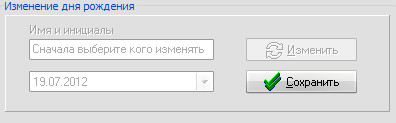 Изменение дня рождения
Имя и инициалы
Сначала выберите кого изменять
Изменить
19.07.2012
Сохранить